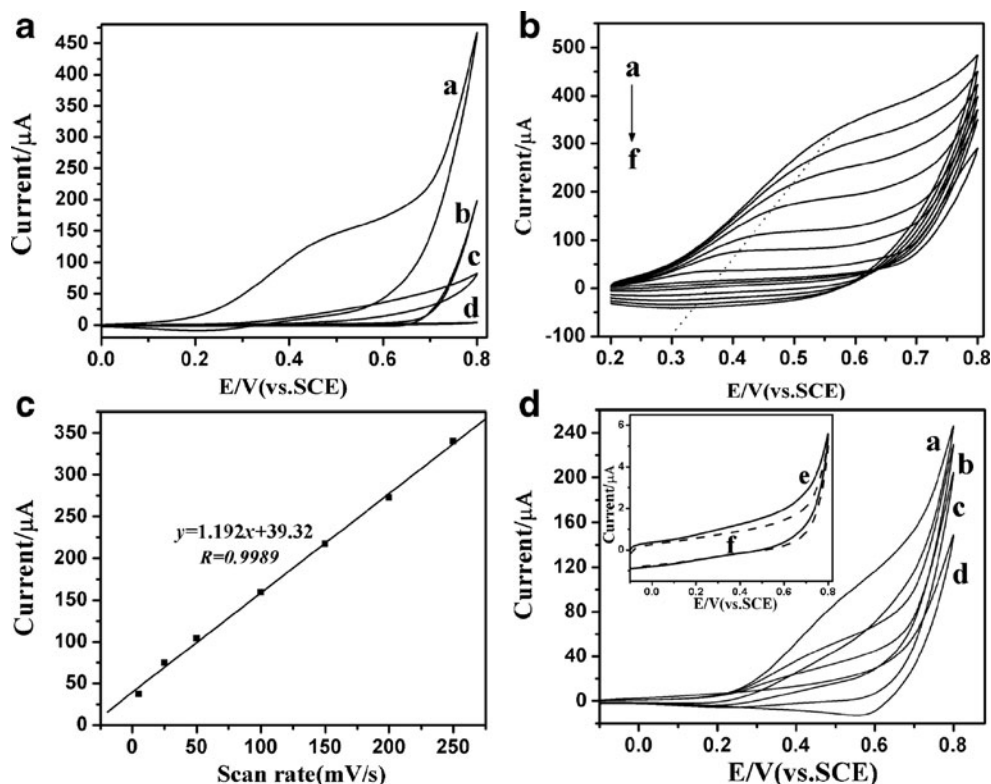 a
450
400
350
300
250
200
150
100
50
0
Current/μA
a
b
c
d
0.0 0.2 0.4 0.6 0.8
E/V(vs.SCE)
b
500
400
300
200
100
0
-100
Current/μA
a
f
0.2 0.3 0.4 0.5 0.6 0.7 0.8
E/V(vs.SCE)
c
350
300
250
200
150
100
50
0
Current/μA
y=1.192x+39.32
R=0.9989
0 50 100 150 200 250
Scan rate(mV/s)
d
240
200
160
120
80
40
0
Current/μA
a
b
c
d
6
4
2
0
Current/μA
e
f
0.0 0.2 0.4 0.6 0.8
E/V(vs.SCE)
0.0 0.2 0.4 0.6 0.8
E/V(vs.SCE)